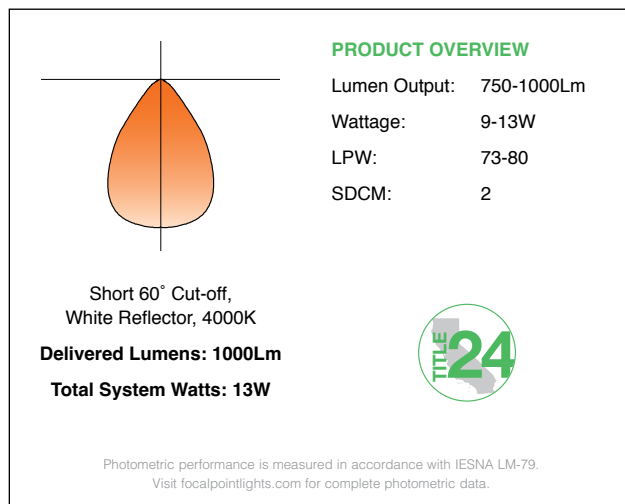 PRODUCT OVERVIEW
Lumen Output: 750-1000Lm
Wattage: 9-13W
LPW: 73-80
SDCM: 2
Short 60˚ Cut-off,
White Reflector, 4000K
Delivered Lumens: 1000Lm
Total System Watts: 13W
TITLE 24
Photometric performance is measured in accordance with IESNA LM-79.
Visit focalpointlights.com for complete photometric data.